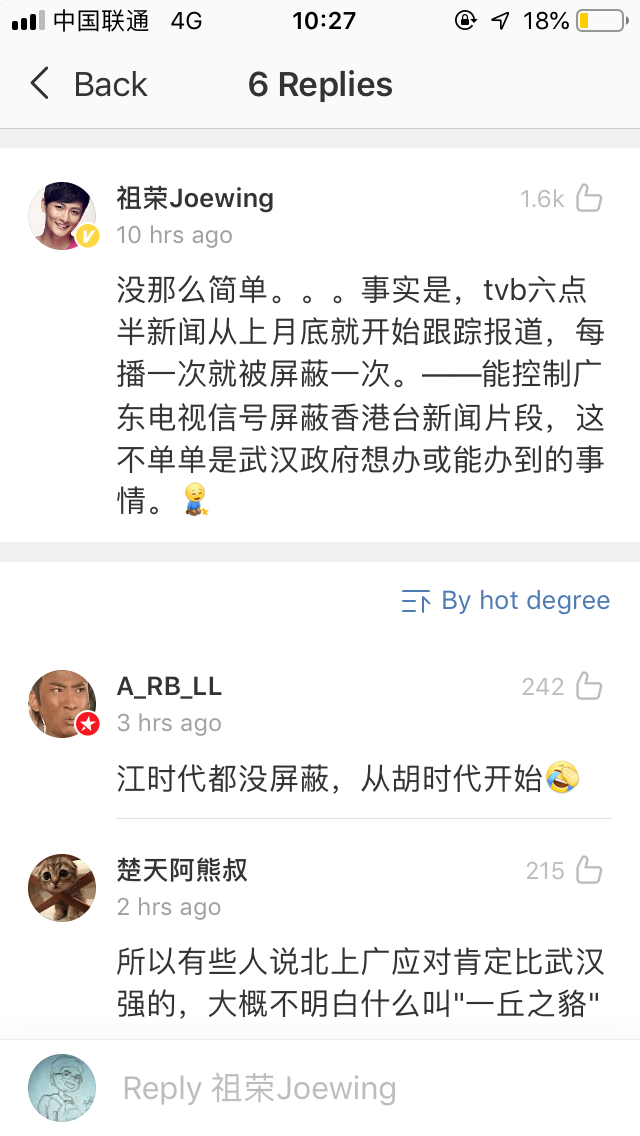 中国联通 4G 10:27 18%
Back 6 Replies
祖荣Joewing 1.6k
10 hrs ago
没那么简单。。。事实是，tvb六点
半新闻从上月底就开始跟踪报道，每
播一次就被屏蔽一次。——能控制广
东电视信号屏蔽香港台新闻片段，这
不单单是武汉政府想办或能办到的事
情。
By hot degree
A_RB_LL 242
3 hrs ago
江时代都没屏蔽，从胡时代开始
楚天阿熊叔 215
2 hrs ago
所以有些人说北上广应对肯定比武汉
强的，大概不明白什么叫"一丘之貉"
Reply 祖荣Joewing